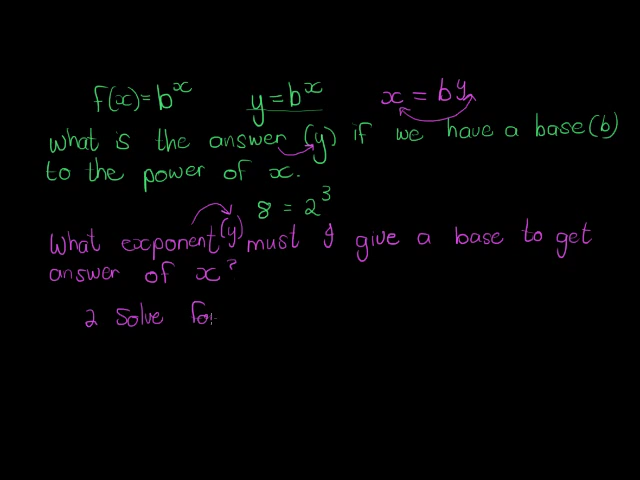 f(x) = b^x    y = b^x    x = b^y
what is the answer (y) if we have a base (b)
to the power of x.
8 = 2^3
What exponent (y) must I give a base to get
answer of x?
2 Solve for